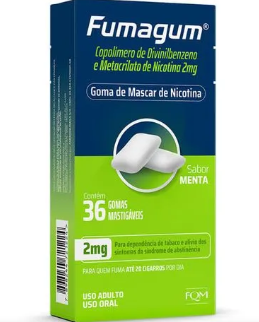 Fumagum®
Copolímero de Divinilbenzeno
e Metacrilato de Nicotina 2mg
Goma de Mascar de Nicotina
Sabor
MENTA
Contém
36 GOMAS
MASTIGÁVEIS
2mg
Para dependência de tabaco e alívio dos
sintomas da síndrome de abstinência
PARA QUEM FUMA ATÉ 20 CIGARROS POR DIA
USO ADULTO
USO ORAL
FQM